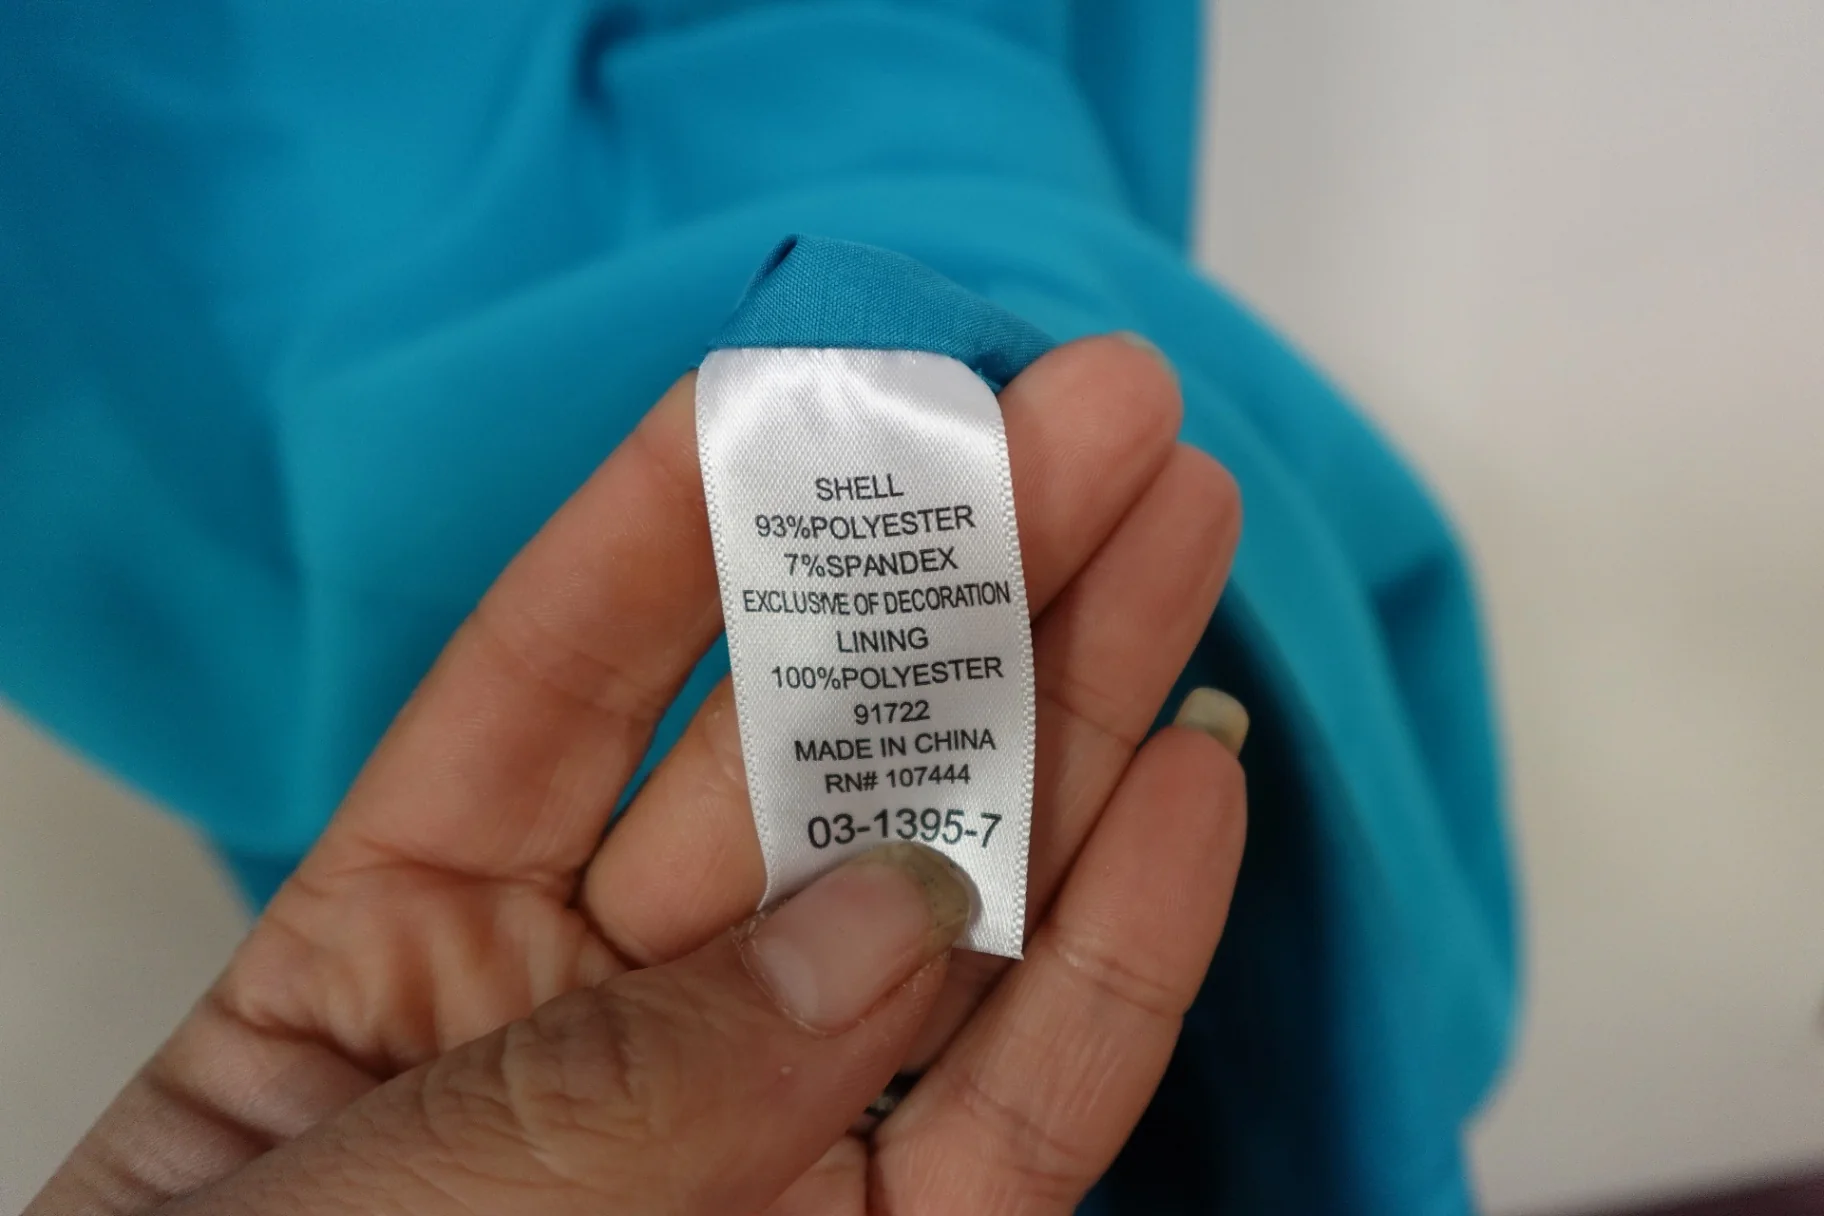 SHELL
93%POLYESTER
7%SPANDEX
EXCLUSIVE OF DECORATION
LINING
100%POLYESTER
91722
MADE IN CHINA
RN# 107444
03-1395-7